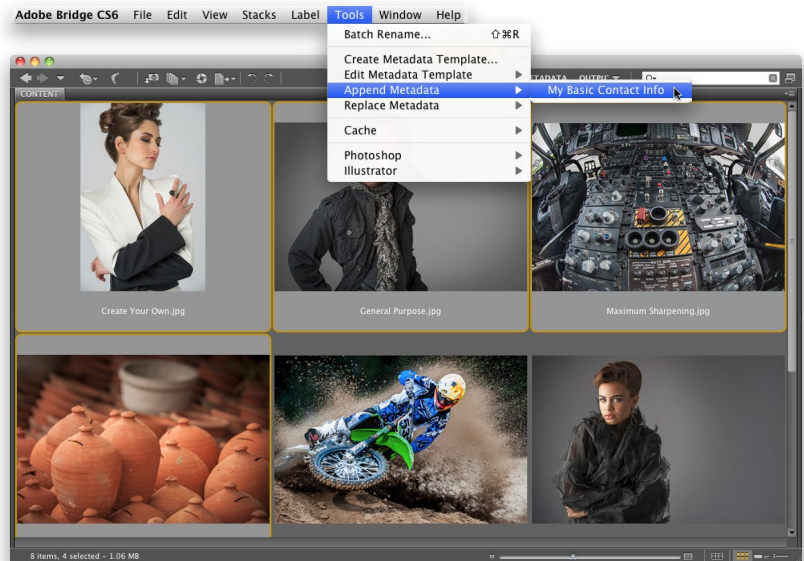 Adobe Bridge CS6 File Edit View Stacks Label Tools Window Help
Batch Rename... ⇧⌘R
Create Metadata Template...
Edit Metadata Template
Append Metadata
My Basic Contact Info
Replace Metadata
Cache
Photoshop
Illustrator
METADATA OUTPUT
CONTENT
Create Your Own.jpg
General Purpose.jpg
Maximum Sharpening.jpg
8 items, 4 selected – 1.06 MB